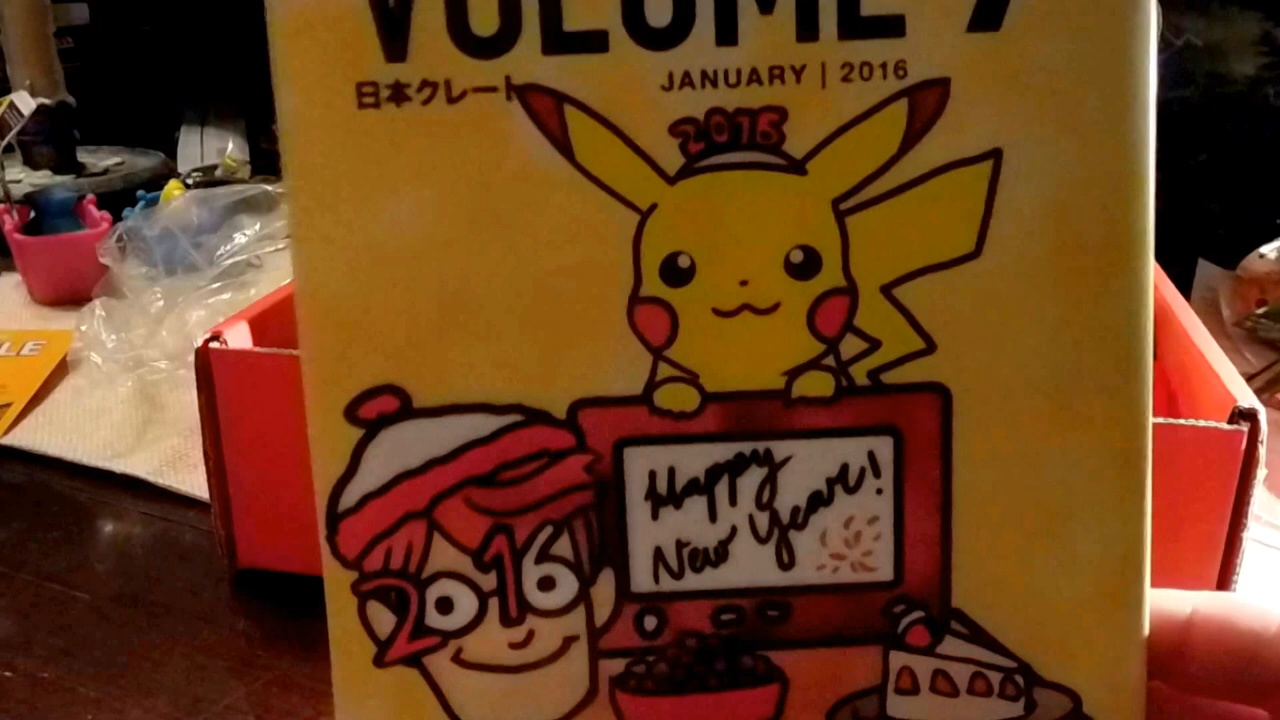 VOLUME 7
JANUARY | 2016
日本クレート
2016
Happy
New Year!
2016
LE